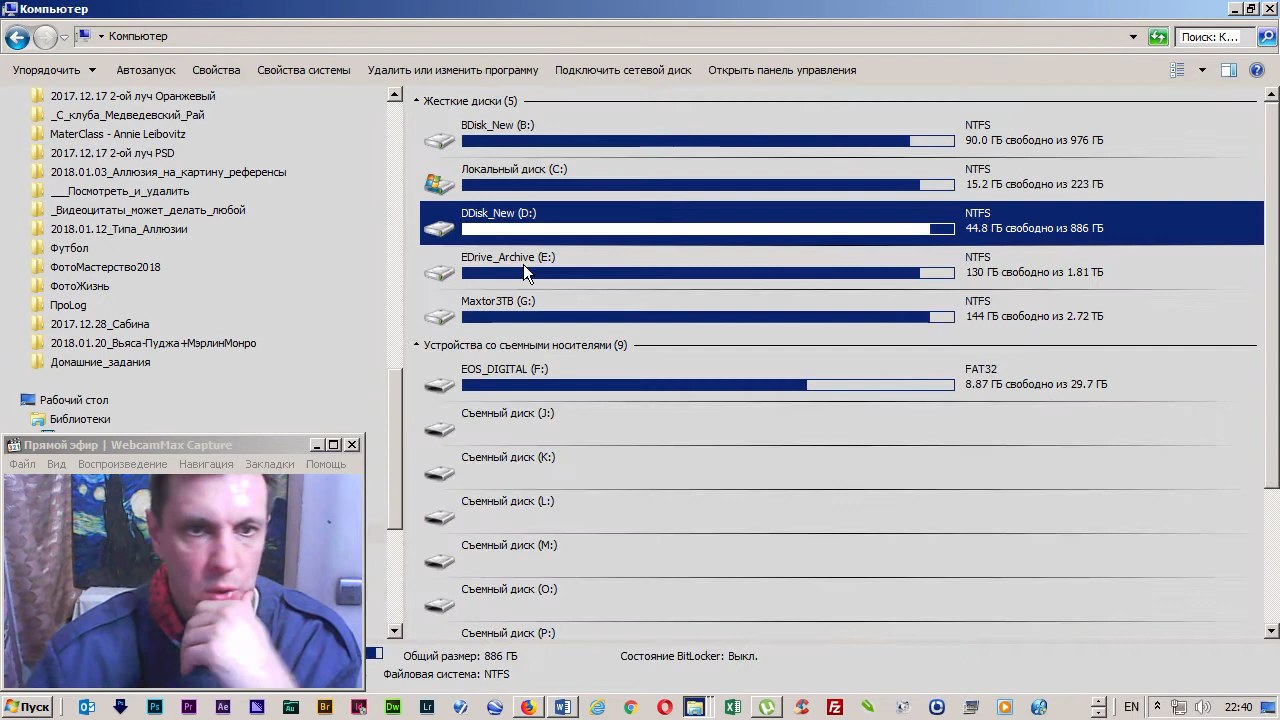 Компьютер
Компьютер
Поиск: К...
Упорядочить
Автозапуск
Свойства
Свойства системы
Удалить или изменить программу
Подключить сетевой диск
Открыть панель управления
2017.12.17 2-ой луч Оранжевый
_С_клуба_Медведевский_Рай
MaterClass - Annie Leibovitz
2017.12.17 2-ой луч PSD
2018.01.03_Аллюзия_на_картину_референсы
___Посмотреть_и_удалить
_Видеоцитаты_может_делать_любой
2018.01.12_Типа_Аллюзии
Футбол
ФотоМастерство2018
ФотоЖизнь
ПроLog
2017.12.28_Сабина
2018.01.20_Вьяса-Пуджа+МэрлинМонро
Домашние_задания
Рабочий стол
Библиотеки
Жесткие диски (5)
BDisk_New (B:)
NTFS
90.0 ГБ свободно из 976 ГБ
Локальный диск (C:)
NTFS
15.2 ГБ свободно из 223 ГБ
DDisk_New (D:)
NTFS
44.8 ГБ свободно из 886 ГБ
EDrive_Archive (E:)
NTFS
130 ГБ свободно из 1.81 ТБ
Maxtor3TB (G:)
NTFS
144 ГБ свободно из 2.72 ТБ
Устройства со съемными носителями (9)
EOS_DIGITAL (F:)
FAT32
8.87 ГБ свободно из 29.7 ГБ
Съемный диск (J:)
Съемный диск (K:)
Съемный диск (L:)
Съемный диск (M:)
Съемный диск (O:)
Съемный диск (P:)
Прямой эфир | WebcamMax Capture
Файл Вид Воспроизведение Навигация Закладки Помощь
Общий размер: 886 ГБ
Состояние BitLocker: Выкл.
Файловая система: NTFS
Пуск
Ps
Pr
Ae
Au
Br
Id
Dw
Lr
EN
22:40